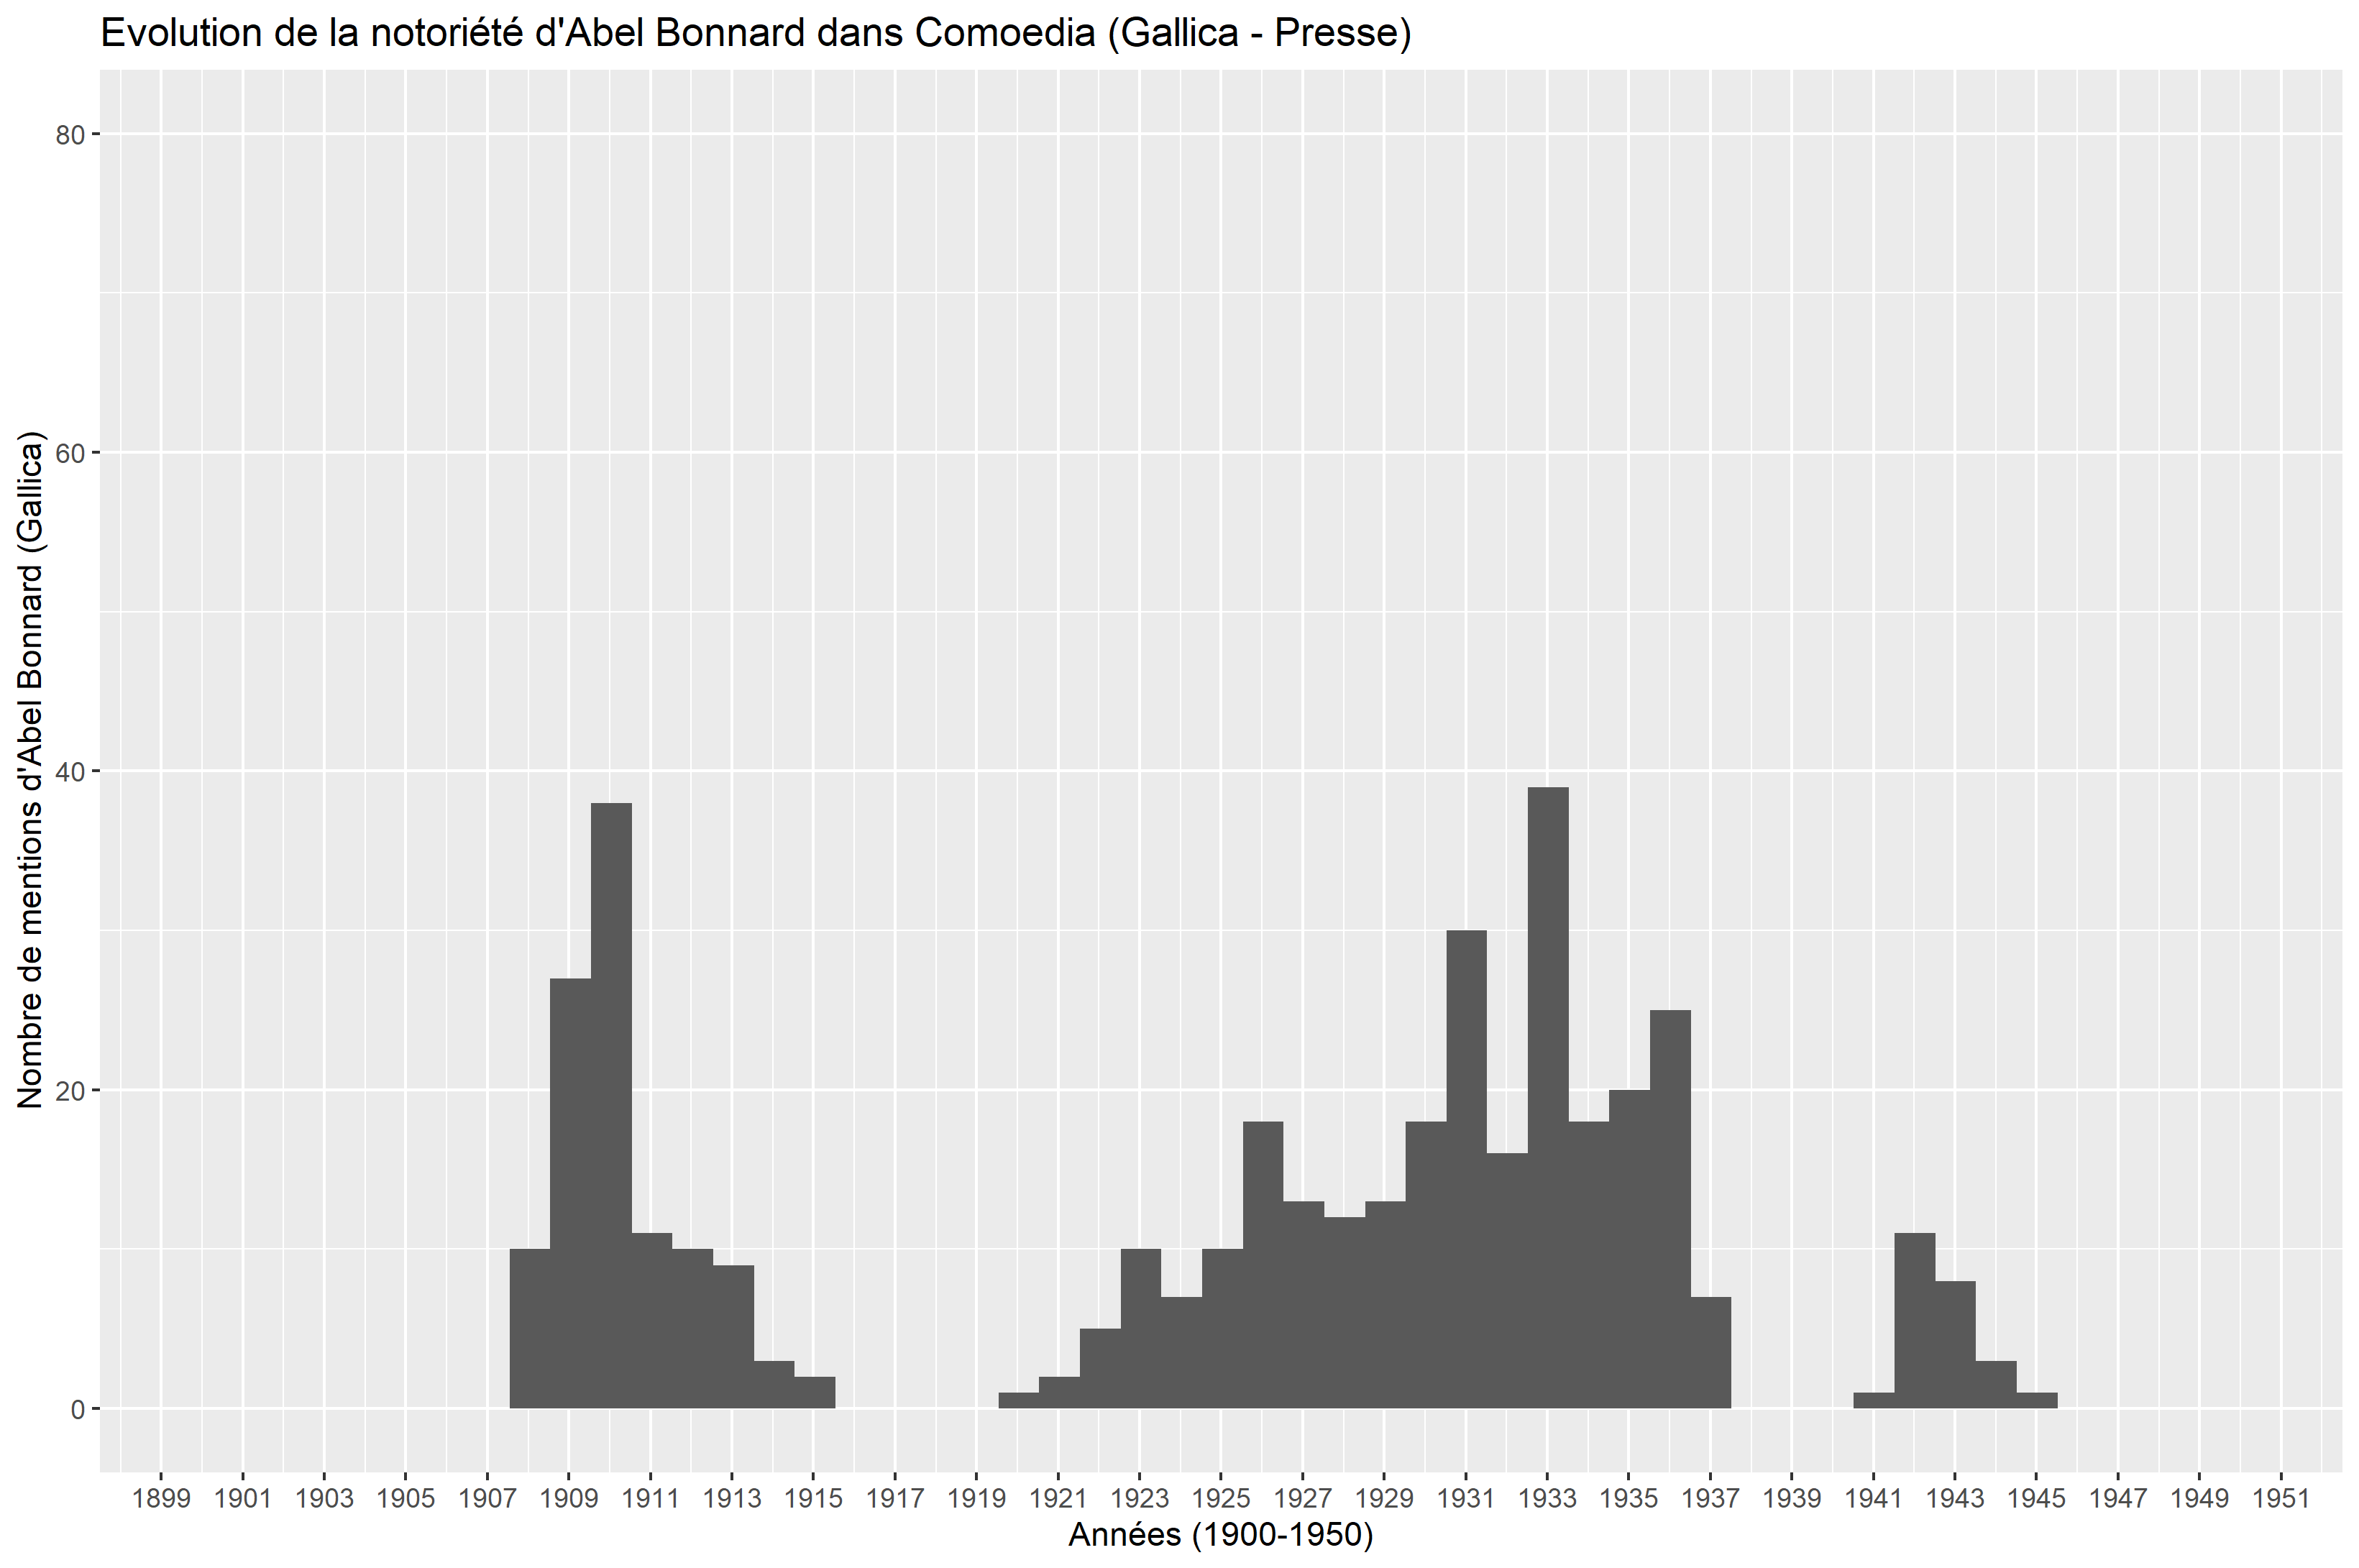 Evolution de la notoriété d'Abel Bonnard dans Comoedia (Gallica - Presse)
Nombre de mentions d'Abel Bonnard (Gallica)
80
60
40
20
0
1899 1901 1903 1905 1907 1909 1911 1913 1915 1917 1919 1921 1923 1925 1927 1929 1931 1933 1935 1937 1939 1941 1943 1945 1947 1949 1951
Années (1900-1950)